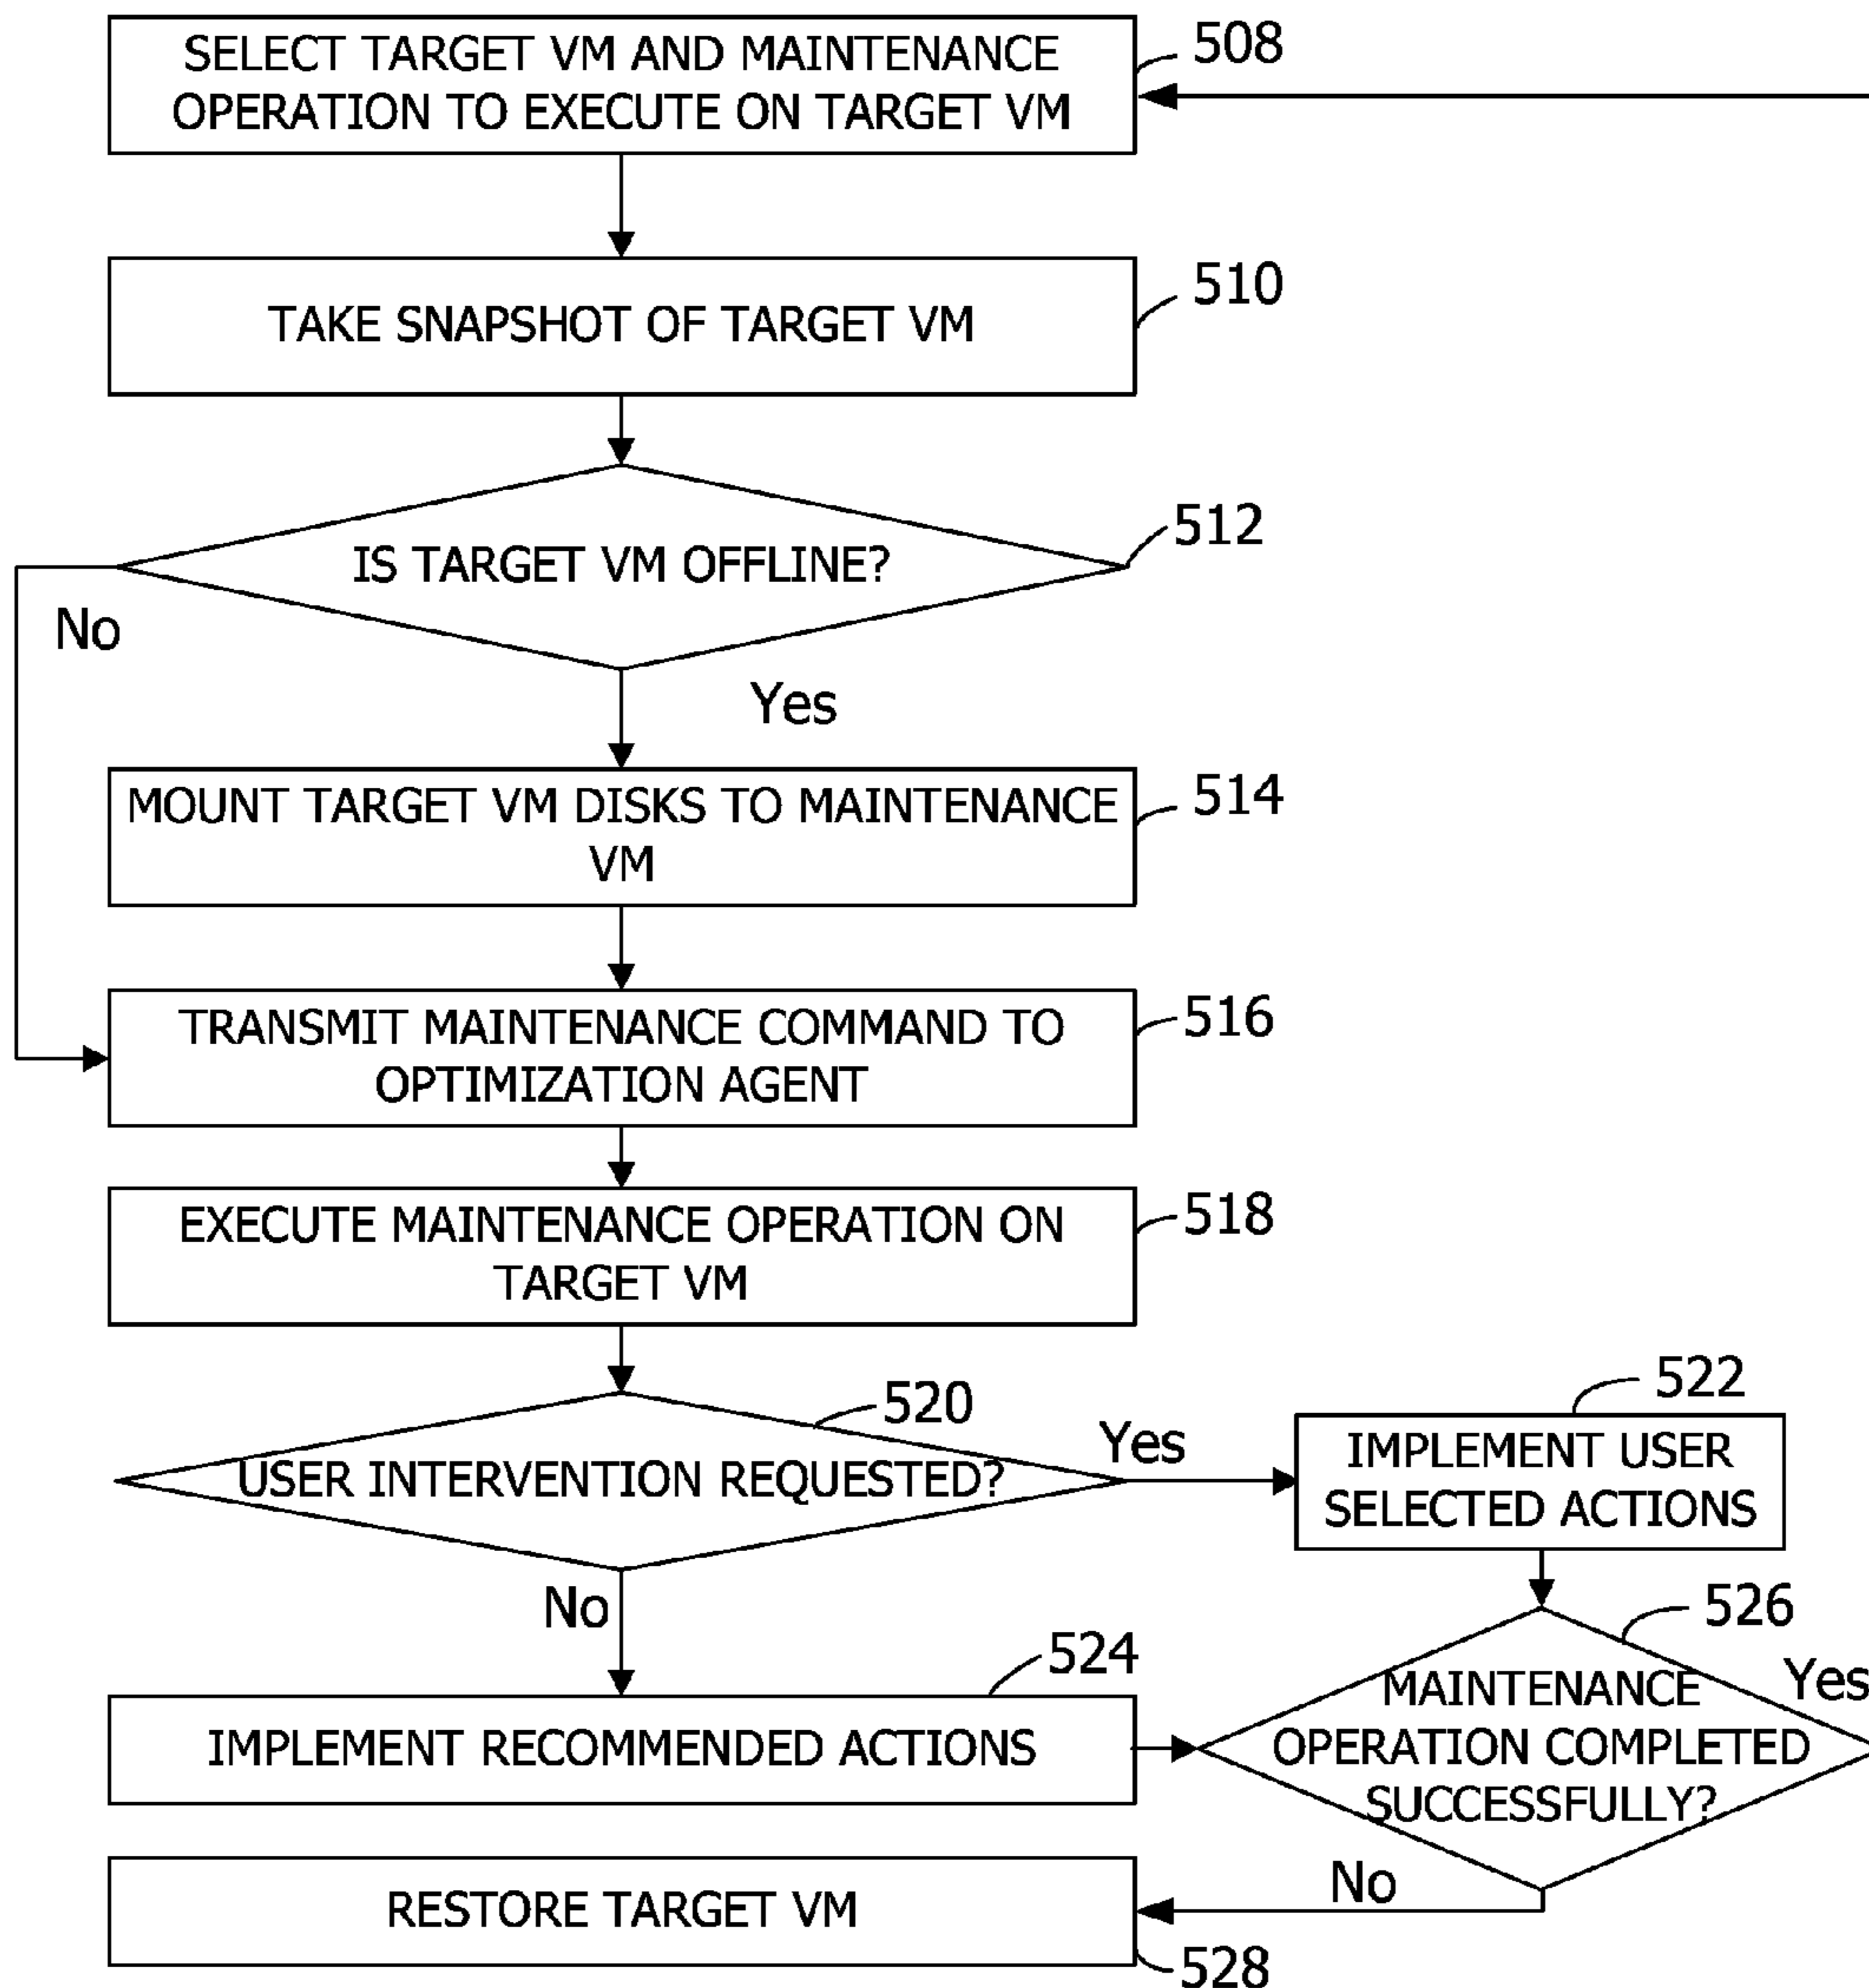 SELECT TARGET VM AND MAINTENANCE
OPERATION TO EXECUTE ON TARGET VM
508
TAKE SNAPSHOT OF TARGET VM
510
IS TARGET VM OFFLINE?
512
No
Yes
MOUNT TARGET VM DISKS TO MAINTENANCE
VM
514
TRANSMIT MAINTENANCE COMMAND TO
OPTIMIZATION AGENT
516
EXECUTE MAINTENANCE OPERATION ON
TARGET VM
518
USER INTERVENTION REQUESTED?
520
Yes
IMPLEMENT USER
SELECTED ACTIONS
522
No
IMPLEMENT RECOMMENDED ACTIONS
524
MAINTENANCE
OPERATION COMPLETED
SUCCESSFULLY?
526
Yes
No
RESTORE TARGET VM
528